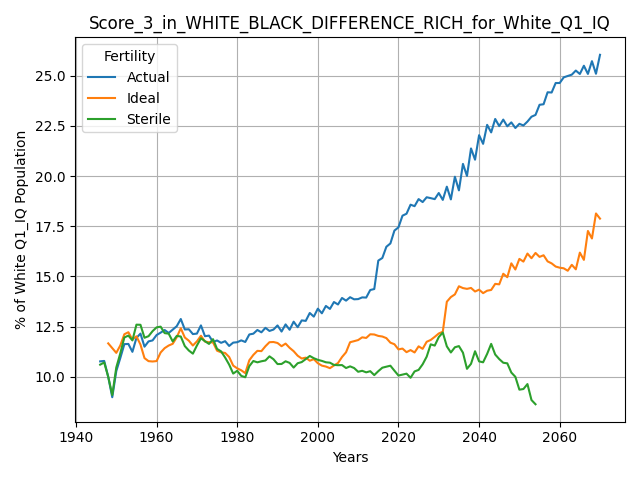 Score_3_in_WHITE_BLACK_DIFFERENCE_RICH_for_White_Q1_IQ
Fertility
Actual
Ideal
Sterile
% of White Q1_IQ Population
25.0
22.5
20.0
17.5
15.0
12.5
10.0
1940
1960
1980
2000
2020
2040
2060
Years